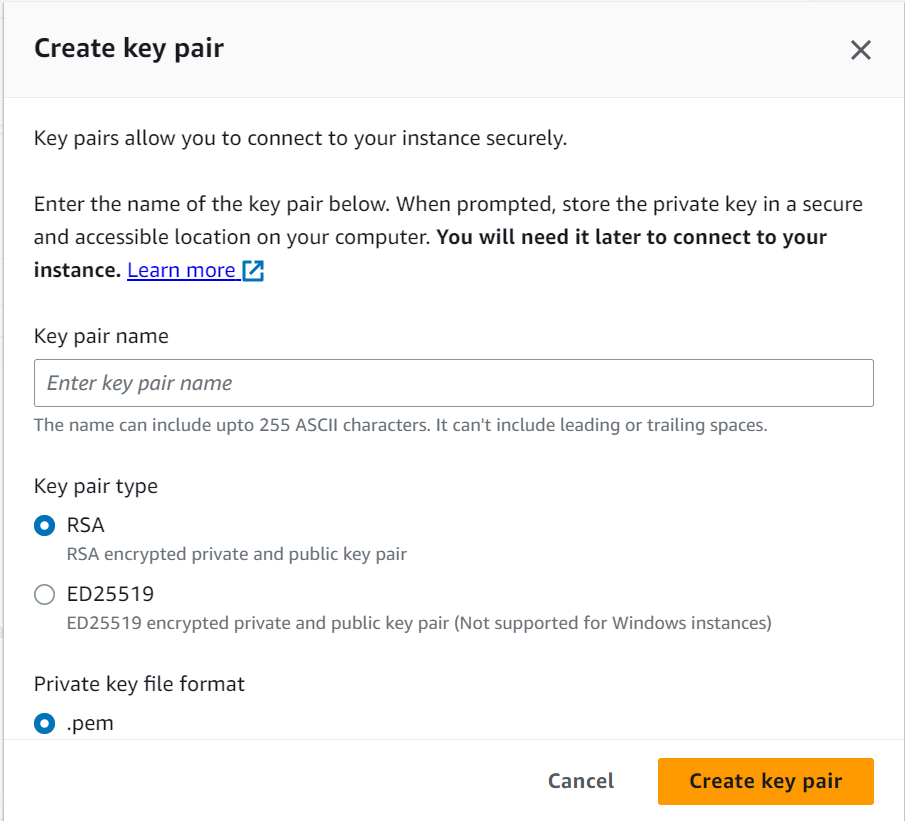 Create key pair
Key pairs allow you to connect to your instance securely.
Enter the name of the key pair below. When prompted, store the private key in a secure
and accessible location on your computer. You will need it later to connect to your
instance. Learn more
Key pair name
Enter key pair name
The name can include upto 255 ASCII characters. It can't include leading or trailing spaces.
Key pair type
RSA
RSA encrypted private and public key pair
ED25519
ED25519 encrypted private and public key pair (Not supported for Windows instances)
Private key file format
.pem
Cancel
Create key pair